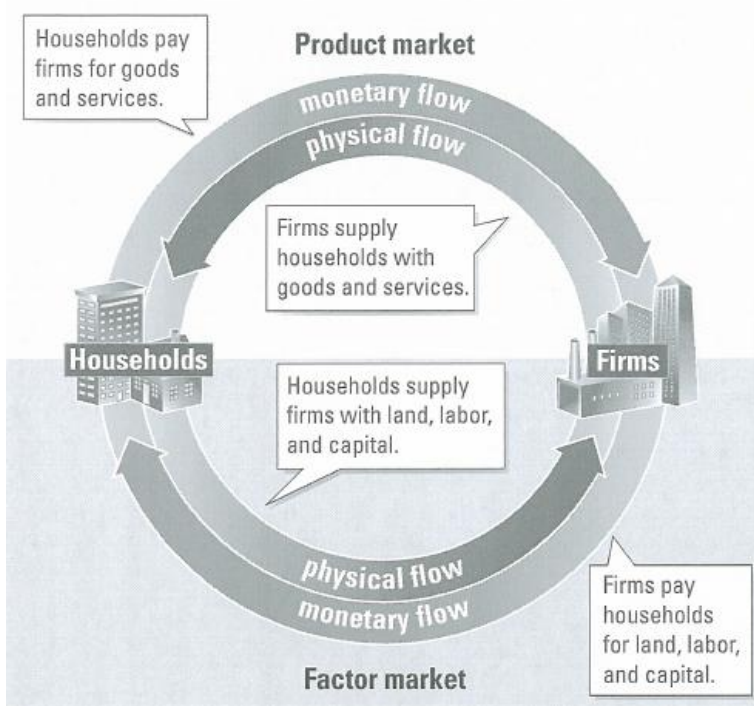 Households pay
firms for goods
and services.
Product market
monetary flow
physical flow
Firms supply
households with
goods and services.
Households
Firms
Households supply
firms with land, labor,
and capital.
physical flow
monetary flow
Firms pay
households
for land, labor,
and capital.
Factor market